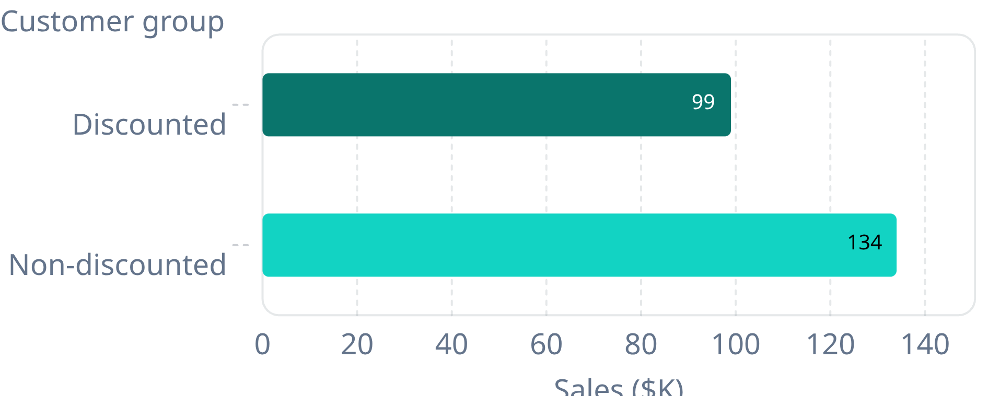 Customer group
Discounted
99
Non-discounted
134
0 20 40 60 80 100 120 140
Sales ($K)